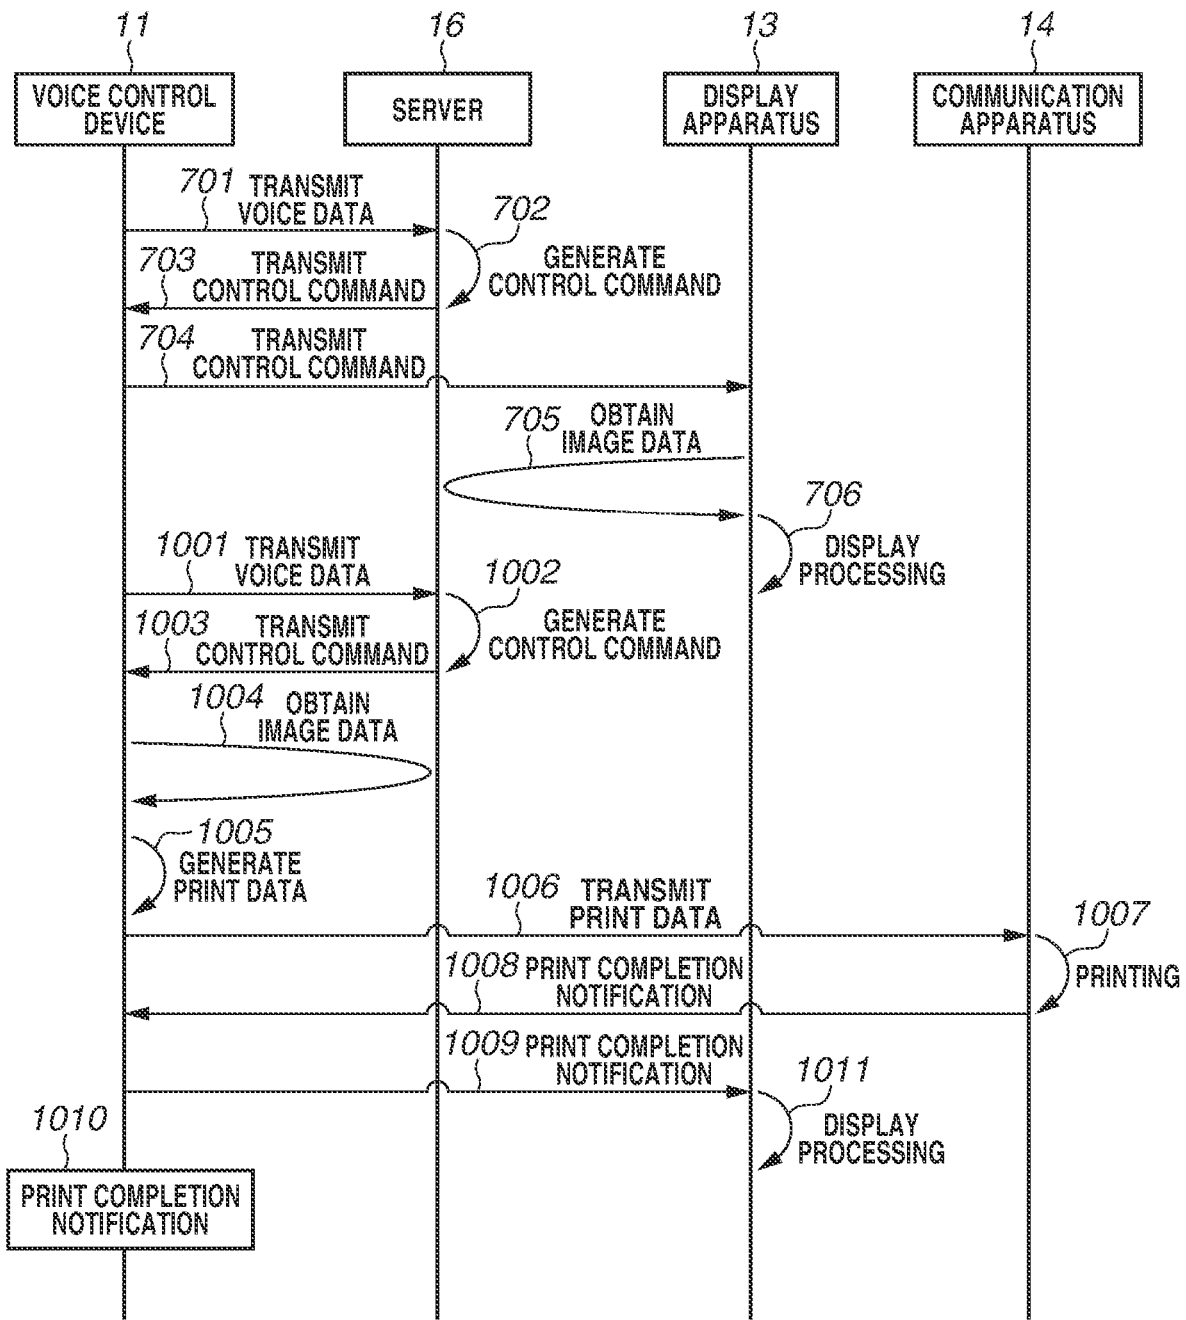 11
16
13
14
VOICE CONTROL
DEVICE
SERVER
DISPLAY
APPARATUS
COMMUNICATION
APPARATUS
701
TRANSMIT
VOICE DATA
702
GENERATE
CONTROL COMMAND
703
TRANSMIT
CONTROL COMMAND
704
TRANSMIT
CONTROL COMMAND
705
OBTAIN
IMAGE DATA
706
DISPLAY
PROCESSING
1001
TRANSMIT
VOICE DATA
1002
GENERATE
CONTROL COMMAND
1003
TRANSMIT
CONTROL COMMAND
1004
OBTAIN
IMAGE DATA
1005
GENERATE
PRINT DATA
1006
TRANSMIT
PRINT DATA
1007
PRINTING
1008
PRINT COMPLETION
NOTIFICATION
1009
PRINT COMPLETION
NOTIFICATION
1011
DISPLAY
PROCESSING
1010
PRINT COMPLETION
NOTIFICATION